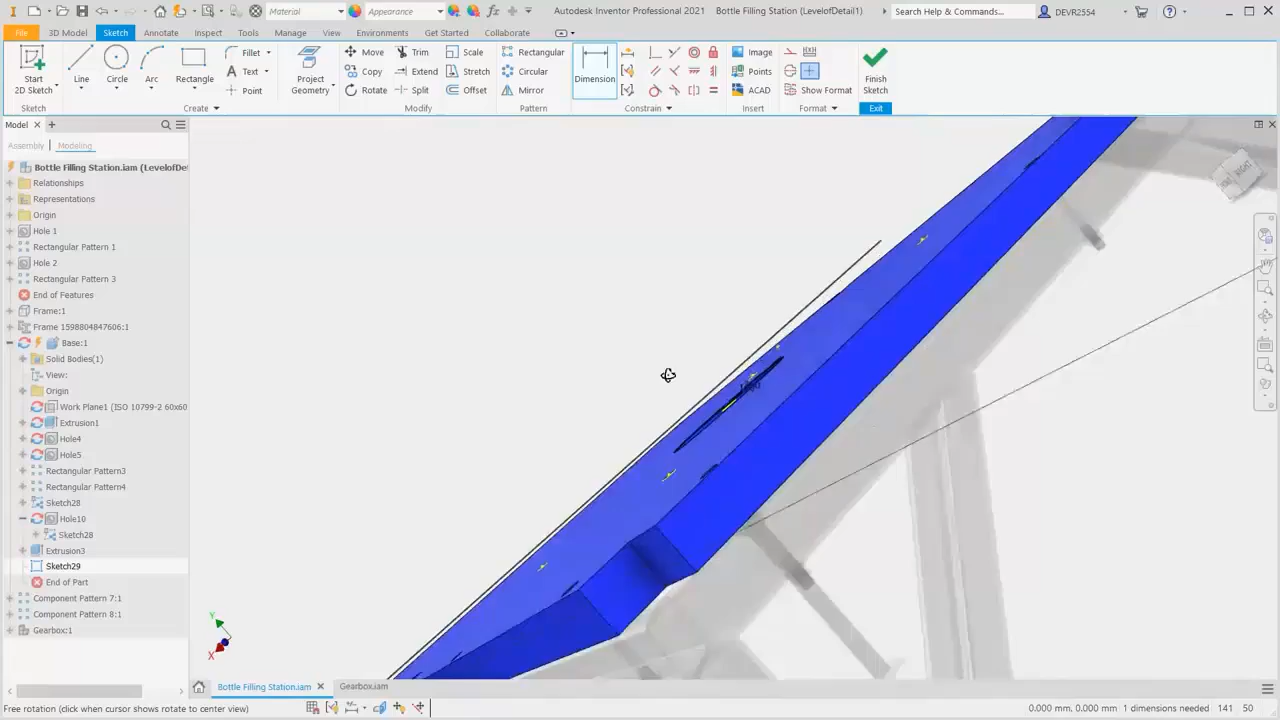 Material
Appearance
Autodesk Inventor Professional 2021 Bottle Filling Station (LevelofDetail1)
Search Help & Commands...
DEVR2554
File 3D Model Sketch Annotate Inspect Tools Manage View Environments Get Started Collaborate
Start
2D Sketch
Line
Circle
Arc
Rectangle
Fillet
Text
Point
Project
Geometry
Move
Copy
Rotate
Trim
Extend
Split
Scale
Stretch
Offset
Rectangular
Circular
Mirror
Dimension
Image
Points
ACAD
Show Format
Finish
Sketch
Sketch Create Modify Pattern Constrain Insert Format Exit
Model
Assembly Modeling
Bottle Filling Station.iam (LevelofDet
Relationships
Representations
Origin
Hole 1
Rectangular Pattern 1
Hole 2
Rectangular Pattern 3
End of Features
Frame:1
Frame 1598804847606:1
Base:1
Solid Bodies(1)
View:
Origin
Work Plane1 (ISO 10799-2 60x60
Extrusion1
Hole4
Hole5
Rectangular Pattern3
Rectangular Pattern4
Sketch28
Hole10
Sketch28
Extrusion3
Sketch29
End of Part
Component Pattern 7:1
Component Pattern 8:1
Gearbox:1
Y
X
Bottle Filling Station.iam Gearbox.iam
Free rotation (click when cursor shows rotate to center view)
0.000 mm, 0.000 mm 1 dimensions needed 141 50